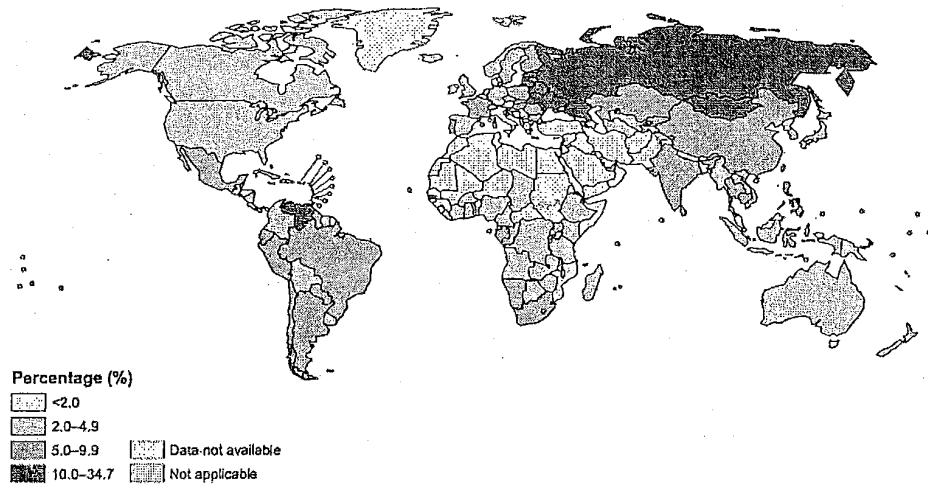 Percentage (%)
<2.0
2.0–4.9
5.0–9.9
Data not available
10.0–34.7
Not applicable